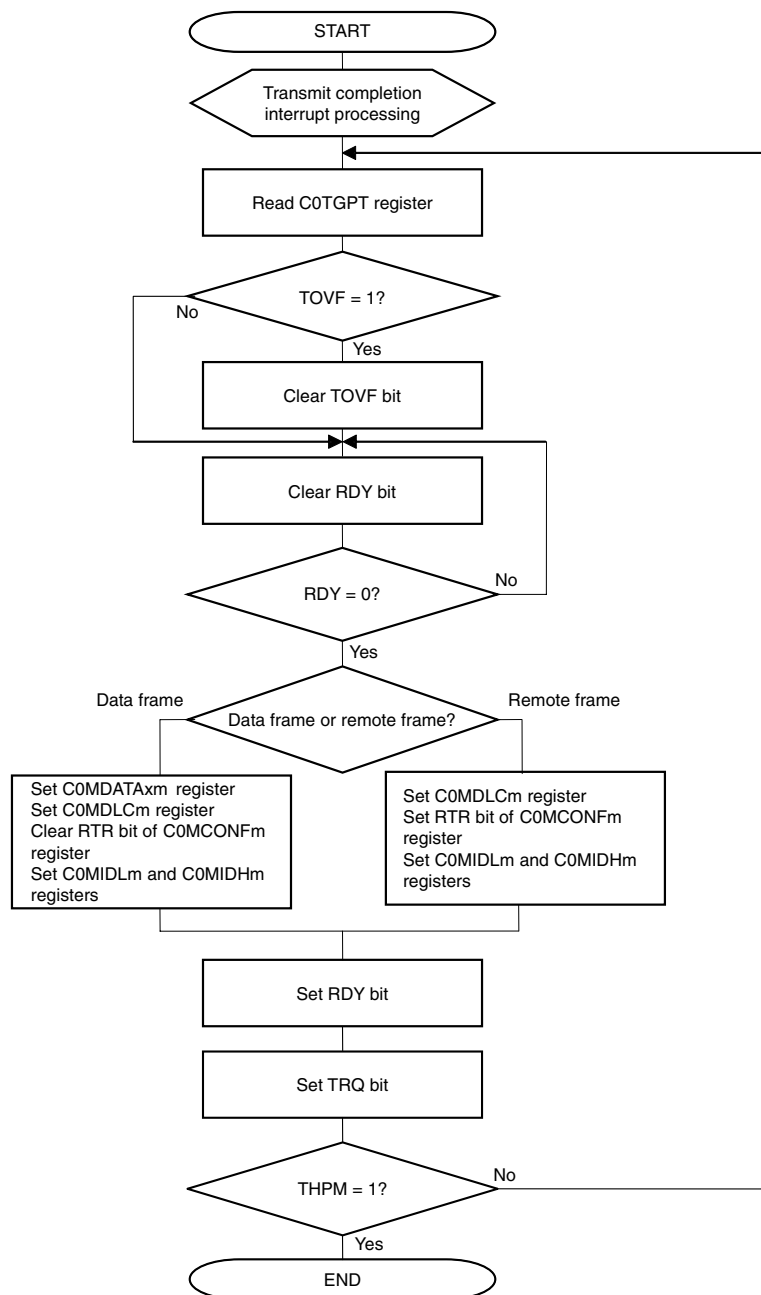 START
Transmit completion
interrupt processing
Read C0TGPT register
TOVF = 1?
No
Yes
Clear TOVF bit
Clear RDY bit
RDY = 0?
No
Yes
Data frame
Data frame or remote frame?
Remote frame
Set C0MDATAxm register
Set C0MDLCm register
Clear RTR bit of C0MCONFm
register
Set C0MIDLm and C0MIDHm
registers
Set C0MDLCm register
Set RTR bit of C0MCONFm
register
Set C0MIDLm and C0MIDHm
registers
Set RDY bit
Set TRQ bit
THPM = 1?
No
Yes
END